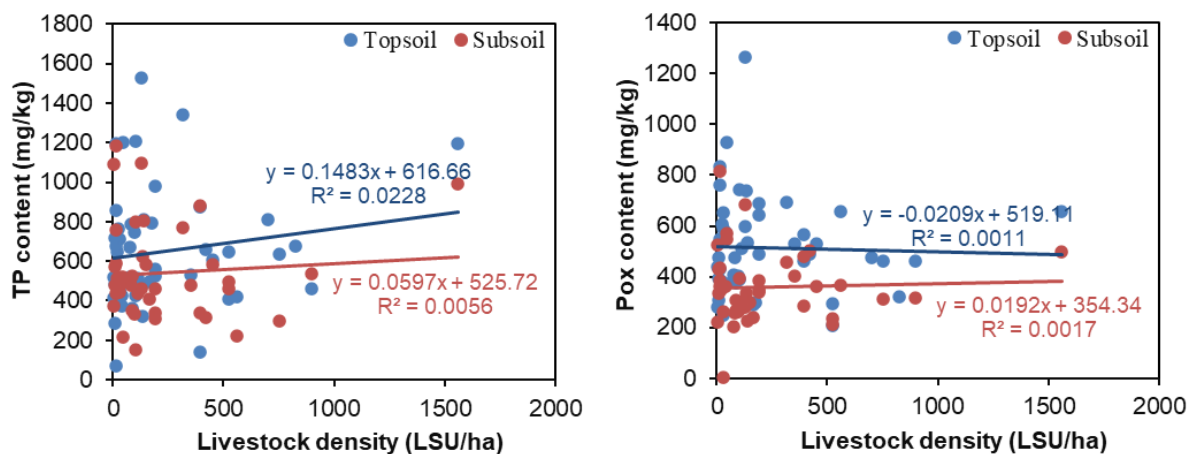 TP content (mg/kg)
1800
1600
1400
1200
1000
800
600
400
200
0
Topsoil Subsoil
y = 0.1483x + 616.66
R² = 0.0228
y = 0.0597x + 525.72
R² = 0.0056
0 500 1000 1500 2000
Livestock density (LSU/ha)
Pox content (mg/kg)
1400
1200
1000
800
600
400
200
0
Topsoil Subsoil
y = -0.0209x + 519.11
R² = 0.0011
y = 0.0192x + 354.34
R² = 0.0017
0 500 1000 1500 2000
Livestock density (LSU/ha)